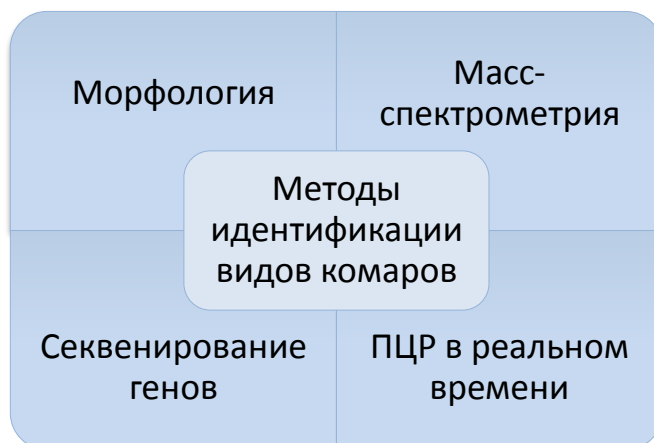 Морфология
Масс-
спектрометрия
Методы
идентификации
видов комаров
Секвенирование
генов
ПЦР в реальном
времени